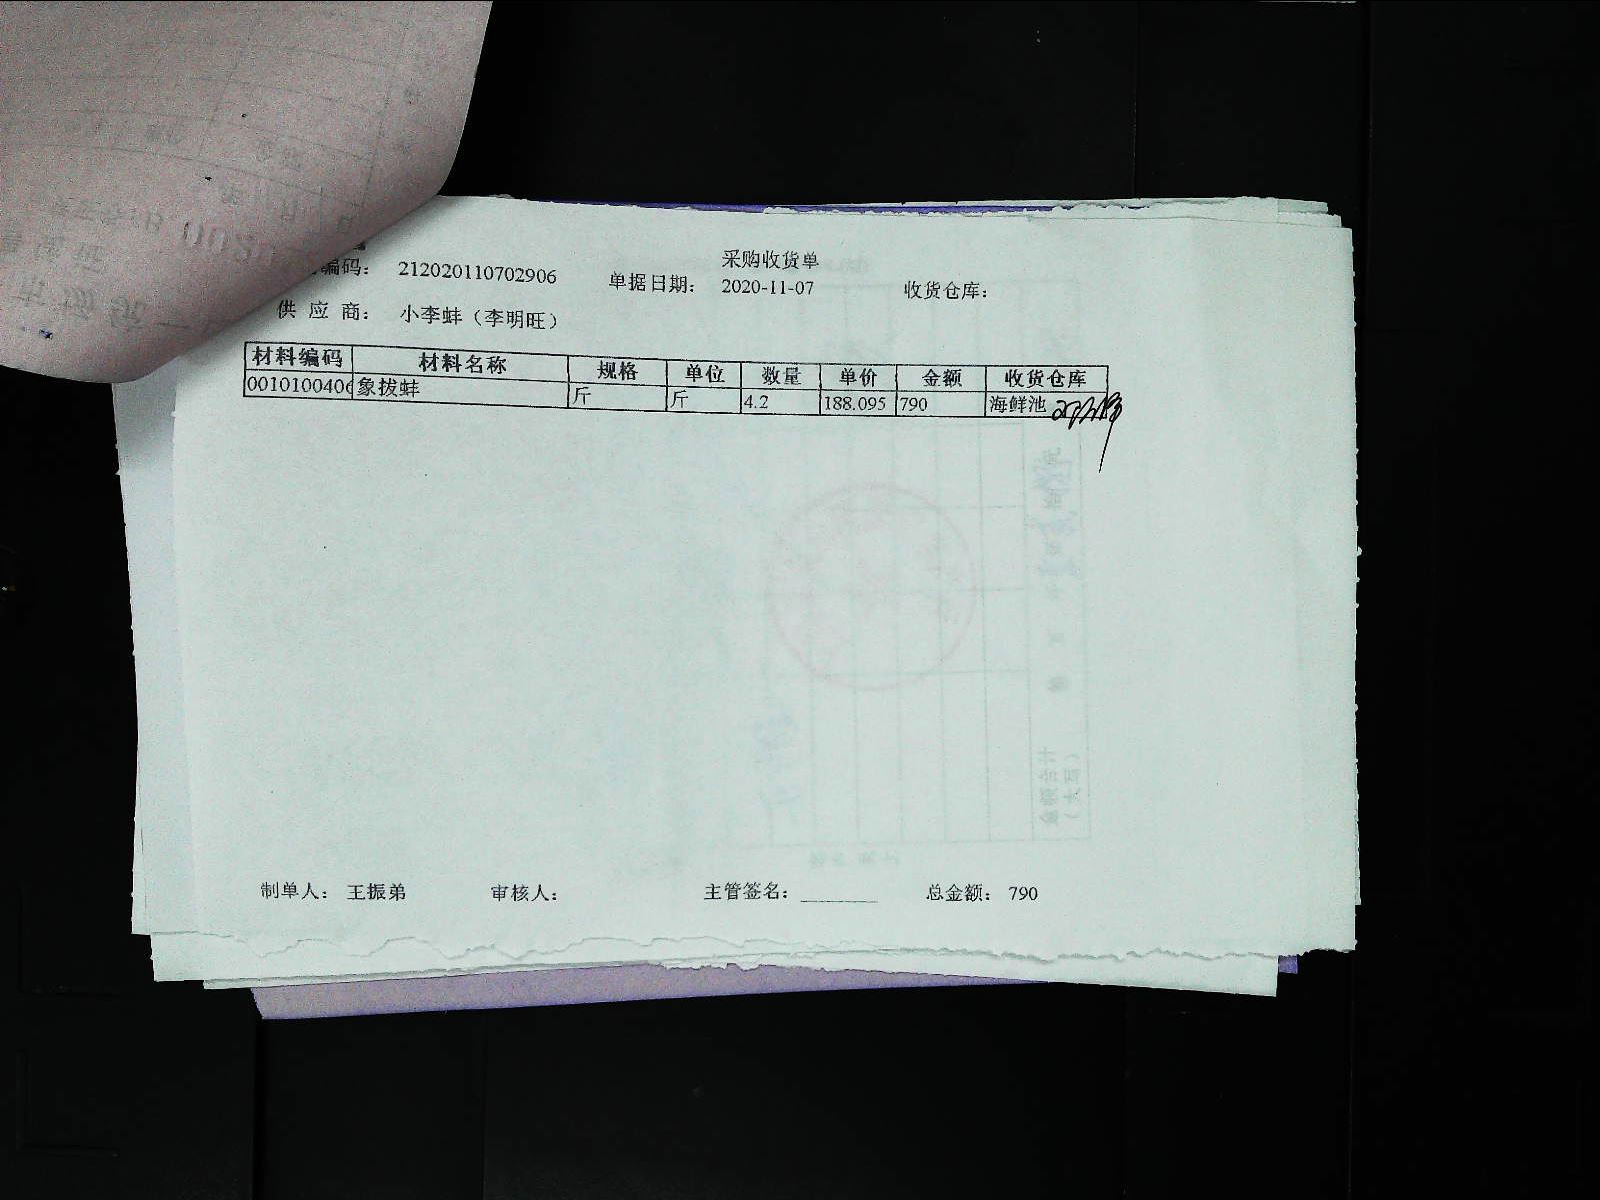 采购收货单
编码： 212020110702906 单据日期： 2020-11-07 收货仓库：
供 应 商： 小李蚌（李明旺）
材料编码 材料名称 规格 单位 数量 单价 金额 收货仓库
0010100406 象拔蚌 斤 斤 4.2 188.095 790 海鲜池
制单人： 王振弟 审核人： 主管签名：________ 总金额： 790